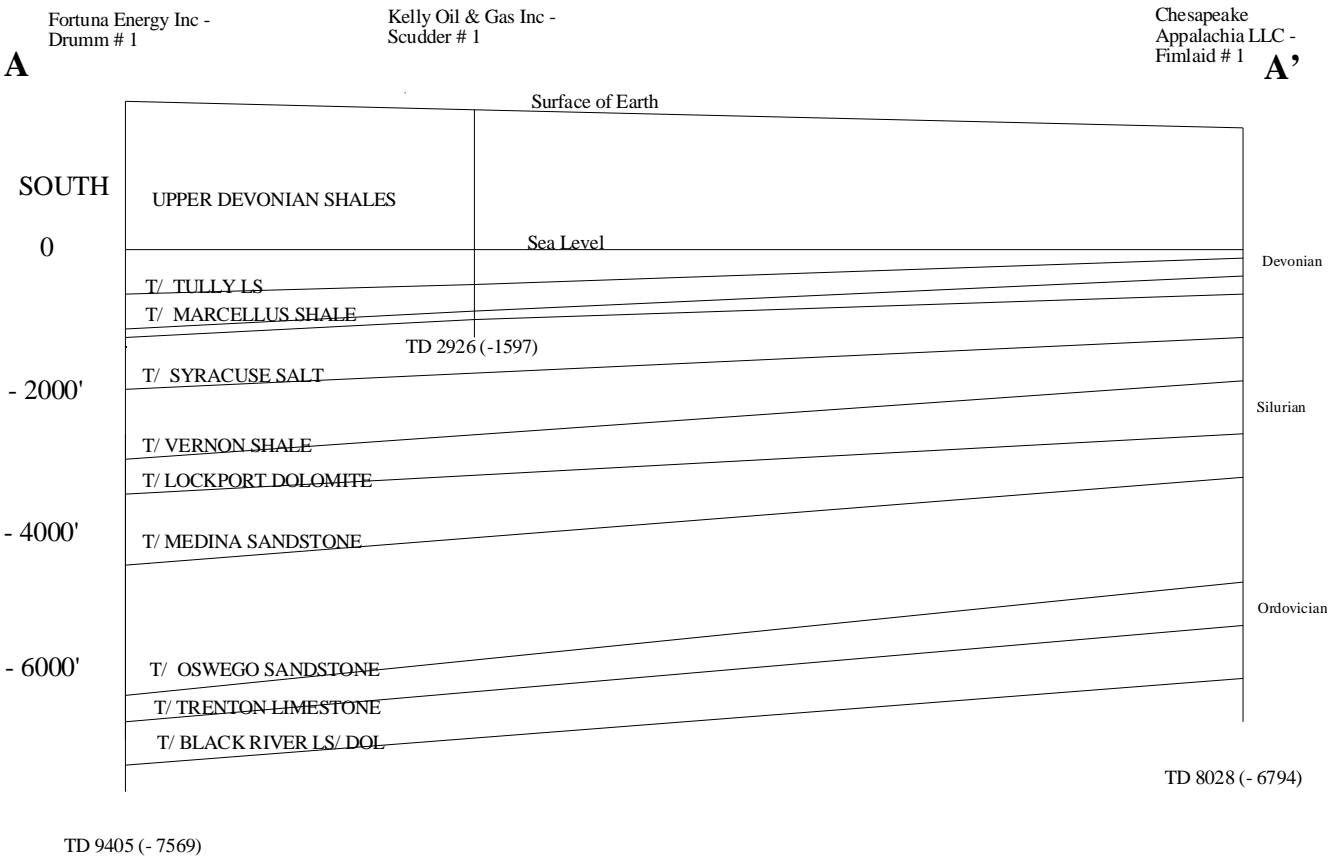 Fortuna Energy Inc -
Drumm # 1
Kelly Oil & Gas Inc -
Scudder # 1
Chesapeake
Appalachia LLC -
Fimlaid # 1
A
A’
Surface of Earth
SOUTH
UPPER DEVONIAN SHALES
0
Sea Level
Devonian
T/ TULLY LS
T/ MARCELLUS SHALE
TD 2926 (-1597)
T/ SYRACUSE SALT
- 2000'
Silurian
T/ VERNON SHALE
T/ LOCKPORT DOLOMITE
- 4000'
T/ MEDINA SANDSTONE
Ordovician
- 6000'
T/ OSWEGO SANDSTONE
T/ TRENTON LIMESTONE
T/ BLACK RIVER LS/ DOL
TD 8028 (- 6794)
TD 9405 (- 7569)